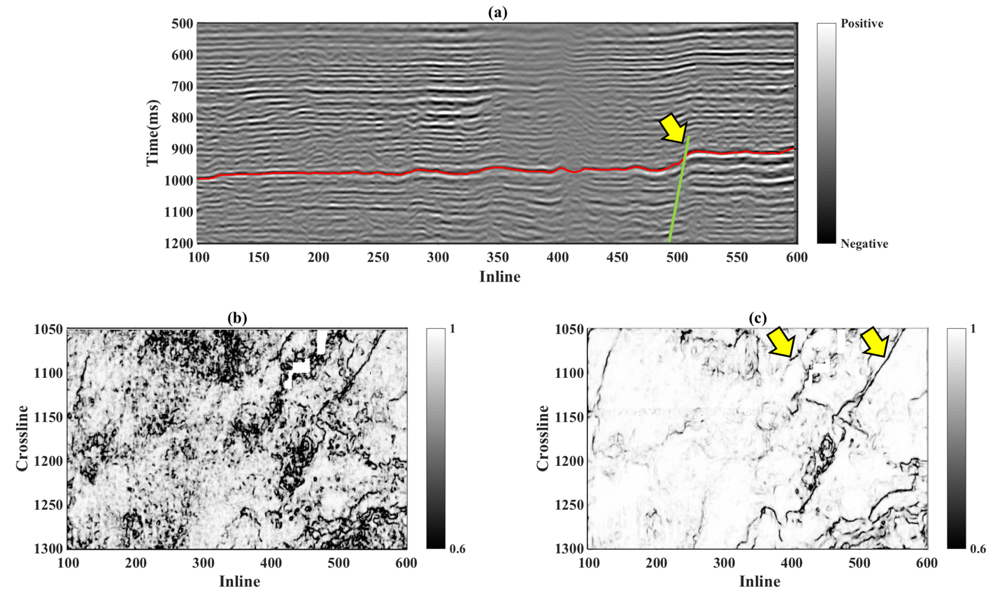 (a)
500
600
700
800
900
1000
1100
1200
Time(ms)
100 150 200 250 300 350 400 450 500 550 600
Inline
Positive
Negative
(b)
1050
1100
1150
1200
1250
1300
Crossline
100 200 300 400 500 600
Inline
1
0.6
(c)
1050
1100
1150
1200
1250
1300
Crossline
100 200 300 400 500 600
Inline
1
0.6